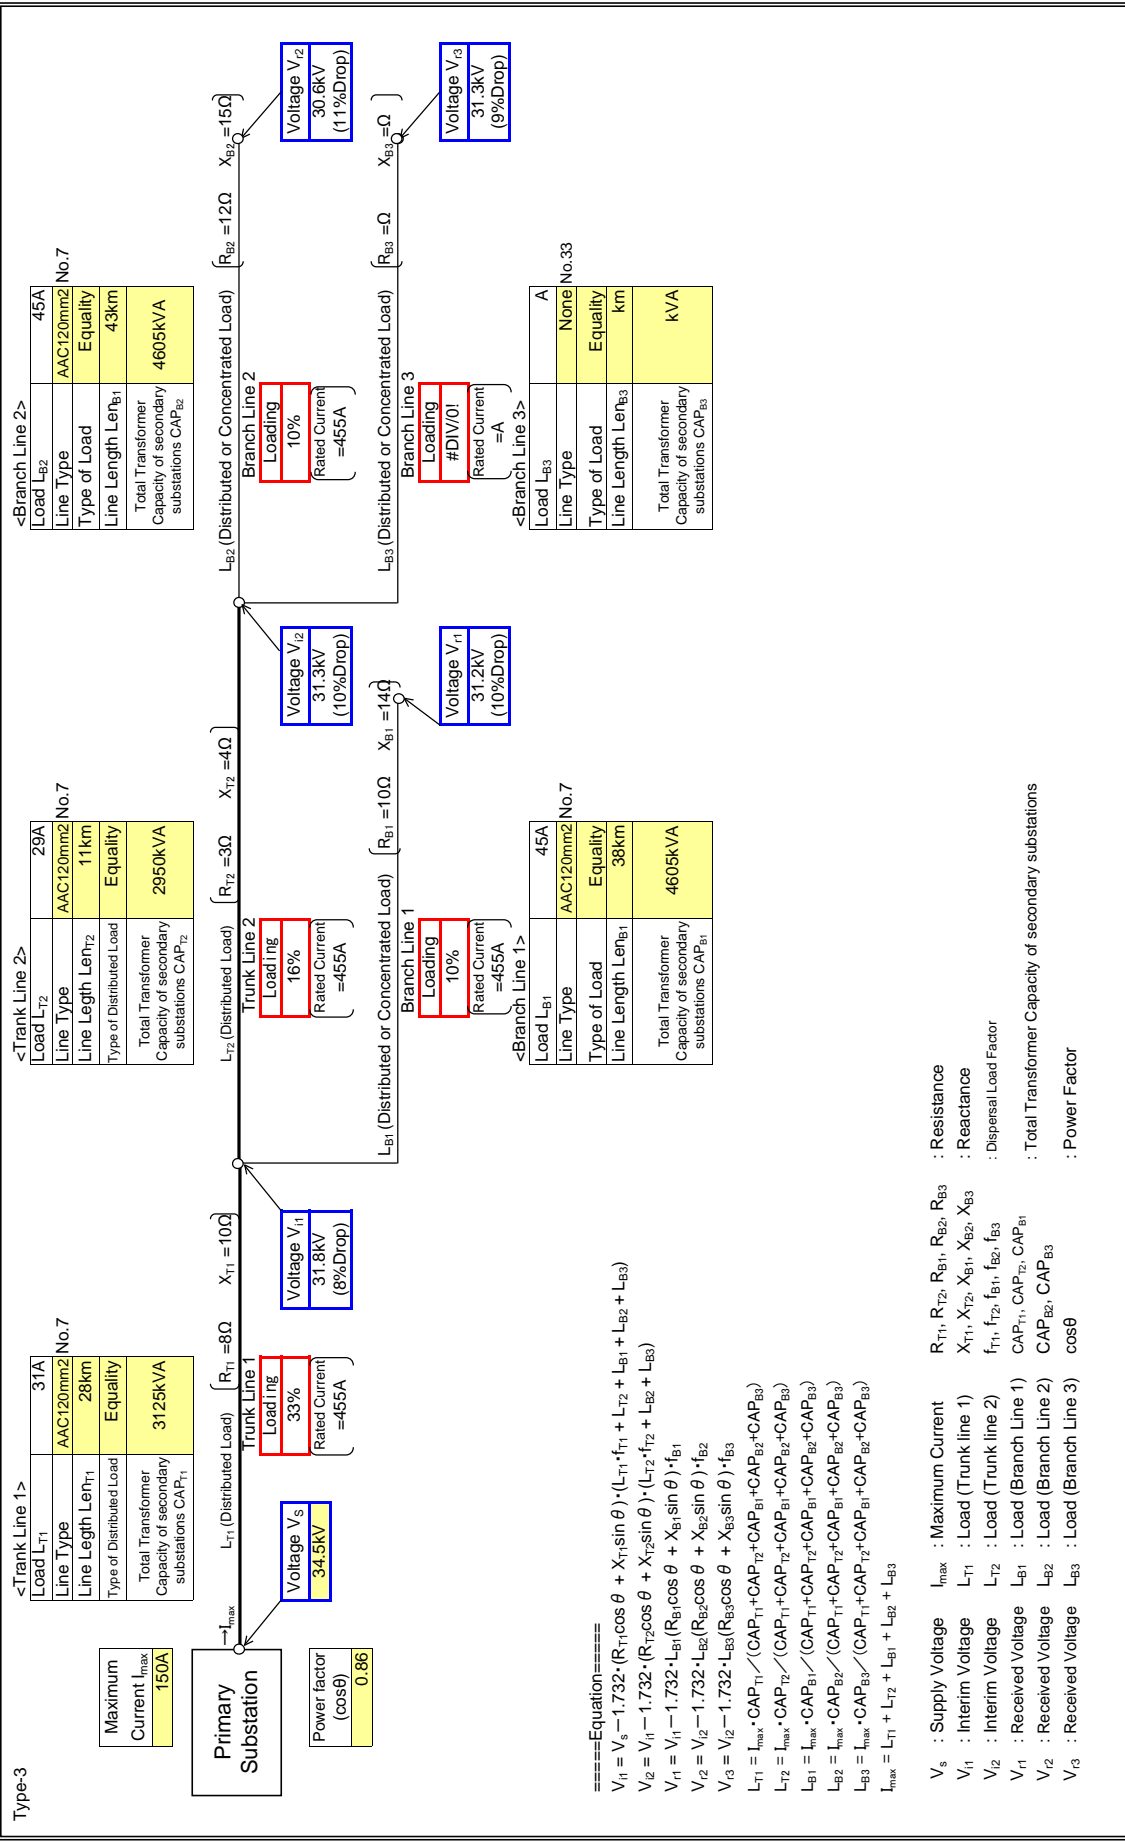 Type-3
Maximum
Current Imax
150A
Primary
Substation
Power factor
(cosθ)
0.86
→Imax
Voltage VS
34.5kV
<Trank Line 1>
Load LT1 31A
Line Type AAC120mm2 No.7
Line Legth LenT1 28km
Type of Distributed Load Equality
Total Transformer
Capacity of secondary
substations CAPT1
3125kVA
LT1 (Distributed Load)
RT1 =8Ω XT1 =10Ω
Trunk Line 1
Loading
33%
Rated Current
=455A
Voltage Vi1
31.8kV
(8%Drop)
<Trank Line 2>
Load LT2 29A
Line Type AAC120mm2 No.7
Line Legth LenT2 11km
Type of Distributed Load Equality
Total Transformer
Capacity of secondary
substations CAPT2
2950kVA
LT2 (Distributed Load)
RT2 =3Ω XT2 =4Ω
Trunk Line 2
Loading
16%
Rated Current
=455A
Voltage Vi2
31.3kV
(10%Drop)
LB1 (Distributed or Concentrated Load)
RB1 =10Ω XB1 =14Ω
Branch Line 1
Loading
10%
Rated Current
=455A
Voltage Vr1
31.2kV
(10%Drop)
<Branch Line 1>
Load LB1 45A
Line Type AAC120mm2 No.7
Type of Load Equality
Line Length LenB1 38km
Total Transformer
Capacity of secondary
substations CAPB1
4605kVA
<Branch Line 2>
Load LB2 45A
Line Type AAC120mm2 No.7
Type of Load Equality
Line Length LenB1 43km
Total Transformer
Capacity of secondary
substations CAPB2
4605kVA
LB2 (Distributed or Concentrated Load)
RB2 =12Ω XB2 =15Ω
Branch Line 2
Loading
10%
Rated Current
=455A
Voltage Vr2
30.6kV
(11%Drop)
LB3 (Distributed or Concentrated Load)
RB3 =Ω XB3 =Ω
Branch Line 3
Loading
#DIV/0!
Rated Current
=A
Voltage Vr3
31.3kV
(9%Drop)
<Branch Line 3>
Load LB3 A
Line Type None No.33
Type of Load Equality
Line Length LenB3 km
Total Transformer
Capacity of secondary
substations CAPB3
kVA
=====Equation=====
Vi1 = Vs－1.732･(RT1cos θ + XT1sin θ)･(LT1･fT1 + LT2 + LB1 + LB2 + LB3)
Vi2 = Vi1－1.732･(RT2cos θ + XT2sin θ)･(LT2･fT2 + LB2 + LB3)
Vr1 = Vi1－1.732･LB1(RB1cos θ + XB1sin θ)･fB1
Vr2 = Vi2－1.732･LB2(RB2cos θ + XB2sin θ)･fB2
Vr3 = Vi2－1.732･LB3(RB3cos θ + XB3sin θ)･fB3
LT1 = Imax･CAPT1／(CAPT1+CAPT2+CAPB1+CAPB2+CAPB3)
LT2 = Imax･CAPT2／(CAPT1+CAPT2+CAPB1+CAPB2+CAPB3)
LB1 = Imax･CAPB1／(CAPT1+CAPT2+CAPB1+CAPB2+CAPB3)
LB2 = Imax･CAPB2／(CAPT1+CAPT2+CAPB1+CAPB2+CAPB3)
LB3 = Imax･CAPB3／(CAPT1+CAPT2+CAPB1+CAPB2+CAPB3)
Imax = LT1 + LT2 + LB1 + LB2 + LB3
Vs : Supply Voltage Imax : Maximum Current RT1, RT2, RB1, RB2, RB3 : Resistance
Vi1 : Interim Voltage LT1 : Load (Trunk line 1) XT1, XT2, XB1, XB2, XB3 : Reactance
Vi2 : Interim Voltage LT2 : Load (Trunk line 2) fT1, fT2, fB1, fB2, fB3 : Dispersal Load Factor
Vr1 : Received Voltage LB1 : Load (Branch Line 1) CAPT1, CAPT2, CAPB1 : Total Transformer Capacity of secondary substations
Vr2 : Received Voltage LB2 : Load (Branch Line 2) CAPB2, CAPB3
Vr3 : Received Voltage LB3 : Load (Branch Line 3) cosθ : Power Factor